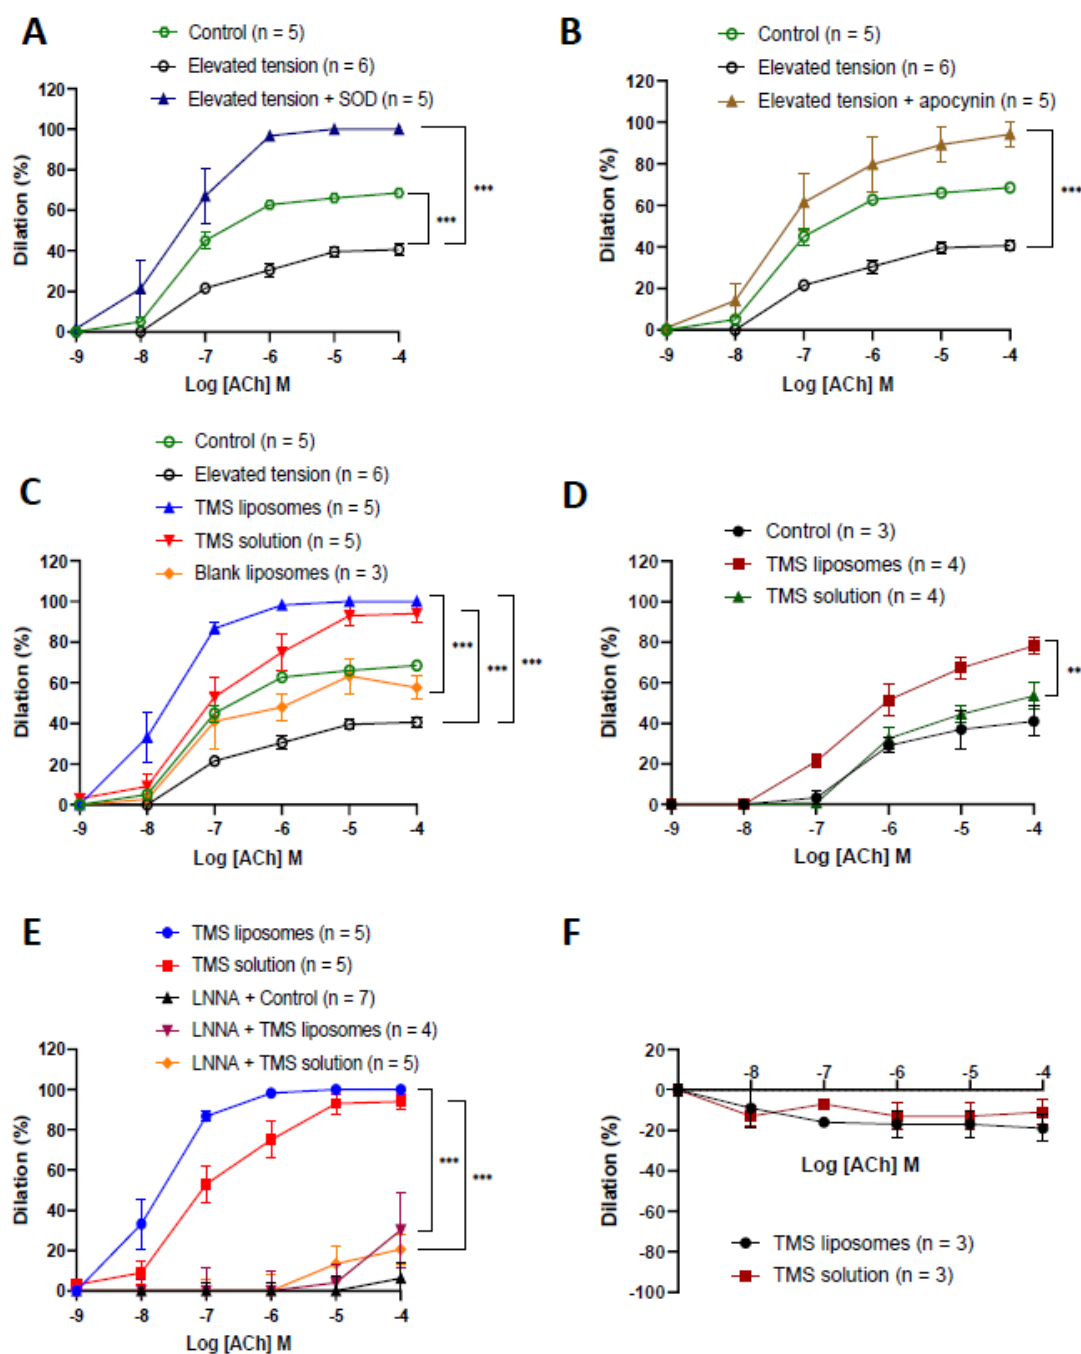 A
Control (n = 5)
Elevated tension (n = 6)
Elevated tension + SOD (n = 5)
120
100
80
60
40
20
0
Dilation (%)
***
***
-9 -8 -7 -6 -5 -4
Log [ACh] M
B
Control (n = 5)
Elevated tension (n = 6)
Elevated tension + apocynin (n = 5)
120
100
80
60
40
20
0
Dilation (%)
***
-9 -8 -7 -6 -5 -4
Log [ACh] M
C
Control (n = 5)
Elevated tension (n = 6)
TMS liposomes (n = 5)
TMS solution (n = 5)
Blank liposomes (n = 3)
120
100
80
60
40
20
0
Dilation (%)
***
***
***
-9 -8 -7 -6 -5 -4
Log [ACh] M
D
Control (n = 3)
TMS liposomes (n = 4)
TMS solution (n = 4)
120
100
80
60
40
20
0
Dilation (%)
**
-9 -8 -7 -6 -5 -4
Log [ACh] M
E
TMS liposomes (n = 5)
TMS solution (n = 5)
LNNA + Control (n = 7)
LNNA + TMS liposomes (n = 4)
LNNA + TMS solution (n = 5)
120
100
80
60
40
20
0
Dilation (%)
***
***
-9 -8 -7 -6 -5 -4
Log [ACh] M
F
20
0
-20
-40
-60
-80
-100
Dilation (%)
-8 -7 -6 -5 -4
Log [ACh] M
TMS liposomes (n = 3)
TMS solution (n = 3)